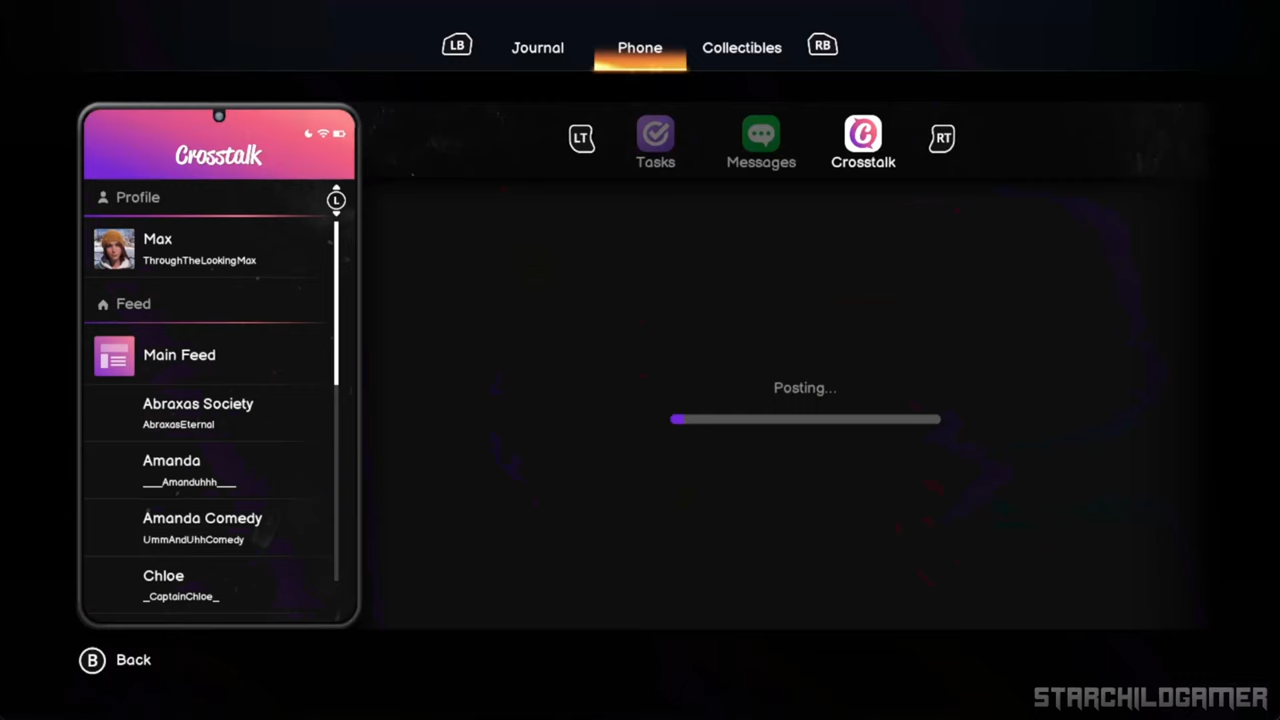 LB Journal Phone Collectibles RB
Crosstalk
LT Tasks Messages Crosstalk RT
Profile
L
Max
ThroughTheLookingMax
Feed
Main Feed
Abraxas Society
AbraxasEternal
Amanda
___Amanduhhh___
Amanda Comedy
UmmAndUhhComedy
Chloe
_CaptainChloe_
Posting...
B Back
STARCHILDGAMER